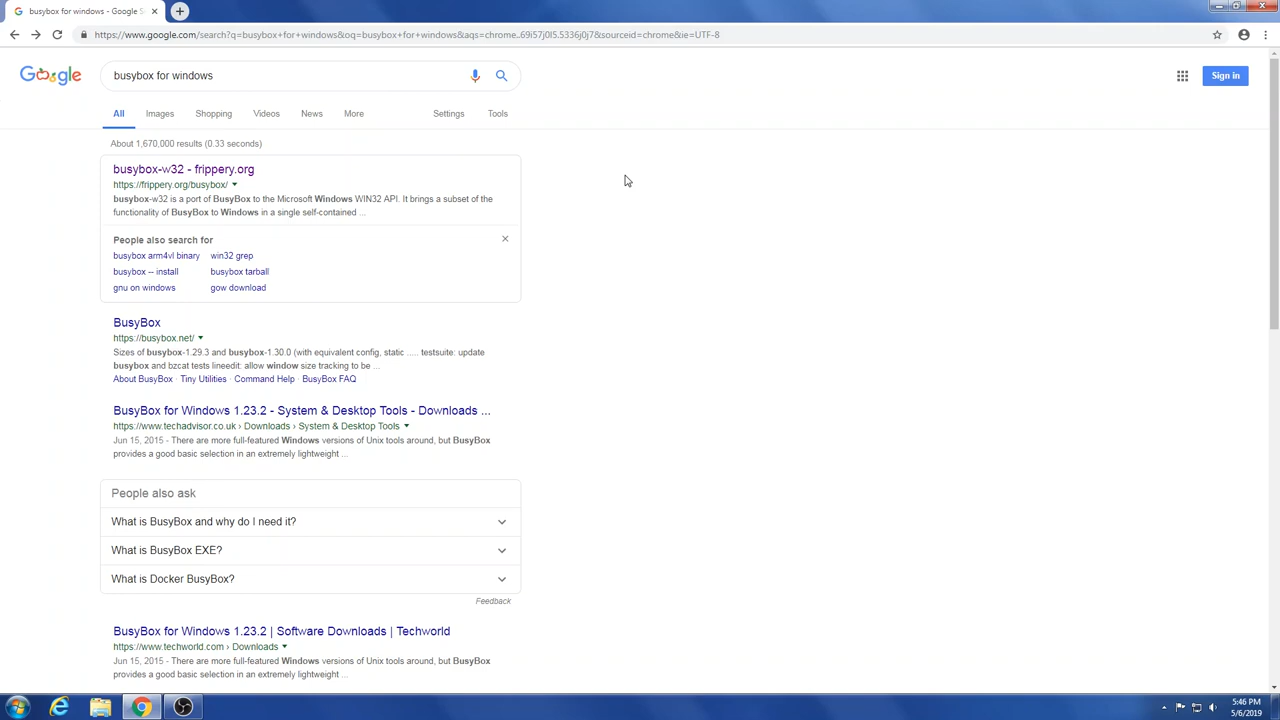 busybox for windows - Google S
https://www.google.com/search?q=busybox+for+windows&oq=busybox+for+windows&aqs=chrome..69i57j0l5.5336j0j7&sourceid=chrome&ie=UTF-8
Google
busybox for windows
Sign in
All Images Shopping Videos News More Settings Tools
About 1,670,000 results (0.33 seconds)
busybox-w32 - frippery.org
https://frippery.org/busybox/
busybox-w32 is a port of BusyBox to the Microsoft Windows WIN32 API. It brings a subset of the
functionality of BusyBox to Windows in a single self-contained ...
People also search for
busybox arm4vl binary win32 grep
busybox -- install busybox tarball
gnu on windows gow download
BusyBox
https://busybox.net/
Sizes of busybox-1.29.3 and busybox-1.30.0 (with equivalent config, static ..... testsuite: update
busybox and bzcat tests lineedit: allow window size tracking to be ...
About BusyBox · Tiny Utilities · Command Help · BusyBox FAQ
BusyBox for Windows 1.23.2 - System & Desktop Tools - Downloads ...
https://www.techadvisor.co.uk › Downloads › System & Desktop Tools
Jun 15, 2015 - There are more full-featured Windows versions of Unix tools around, but BusyBox
provides a good basic selection in an extremely lightweight ...
People also ask
What is BusyBox and why do I need it?
What is BusyBox EXE?
What is Docker BusyBox?
Feedback
BusyBox for Windows 1.23.2 | Software Downloads | Techworld
https://www.techworld.com › Downloads
Jun 15, 2015 - There are more full-featured Windows versions of Unix tools around, but BusyBox
provides a good basic selection in an extremely lightweight ...
5:46 PM
5/6/2019